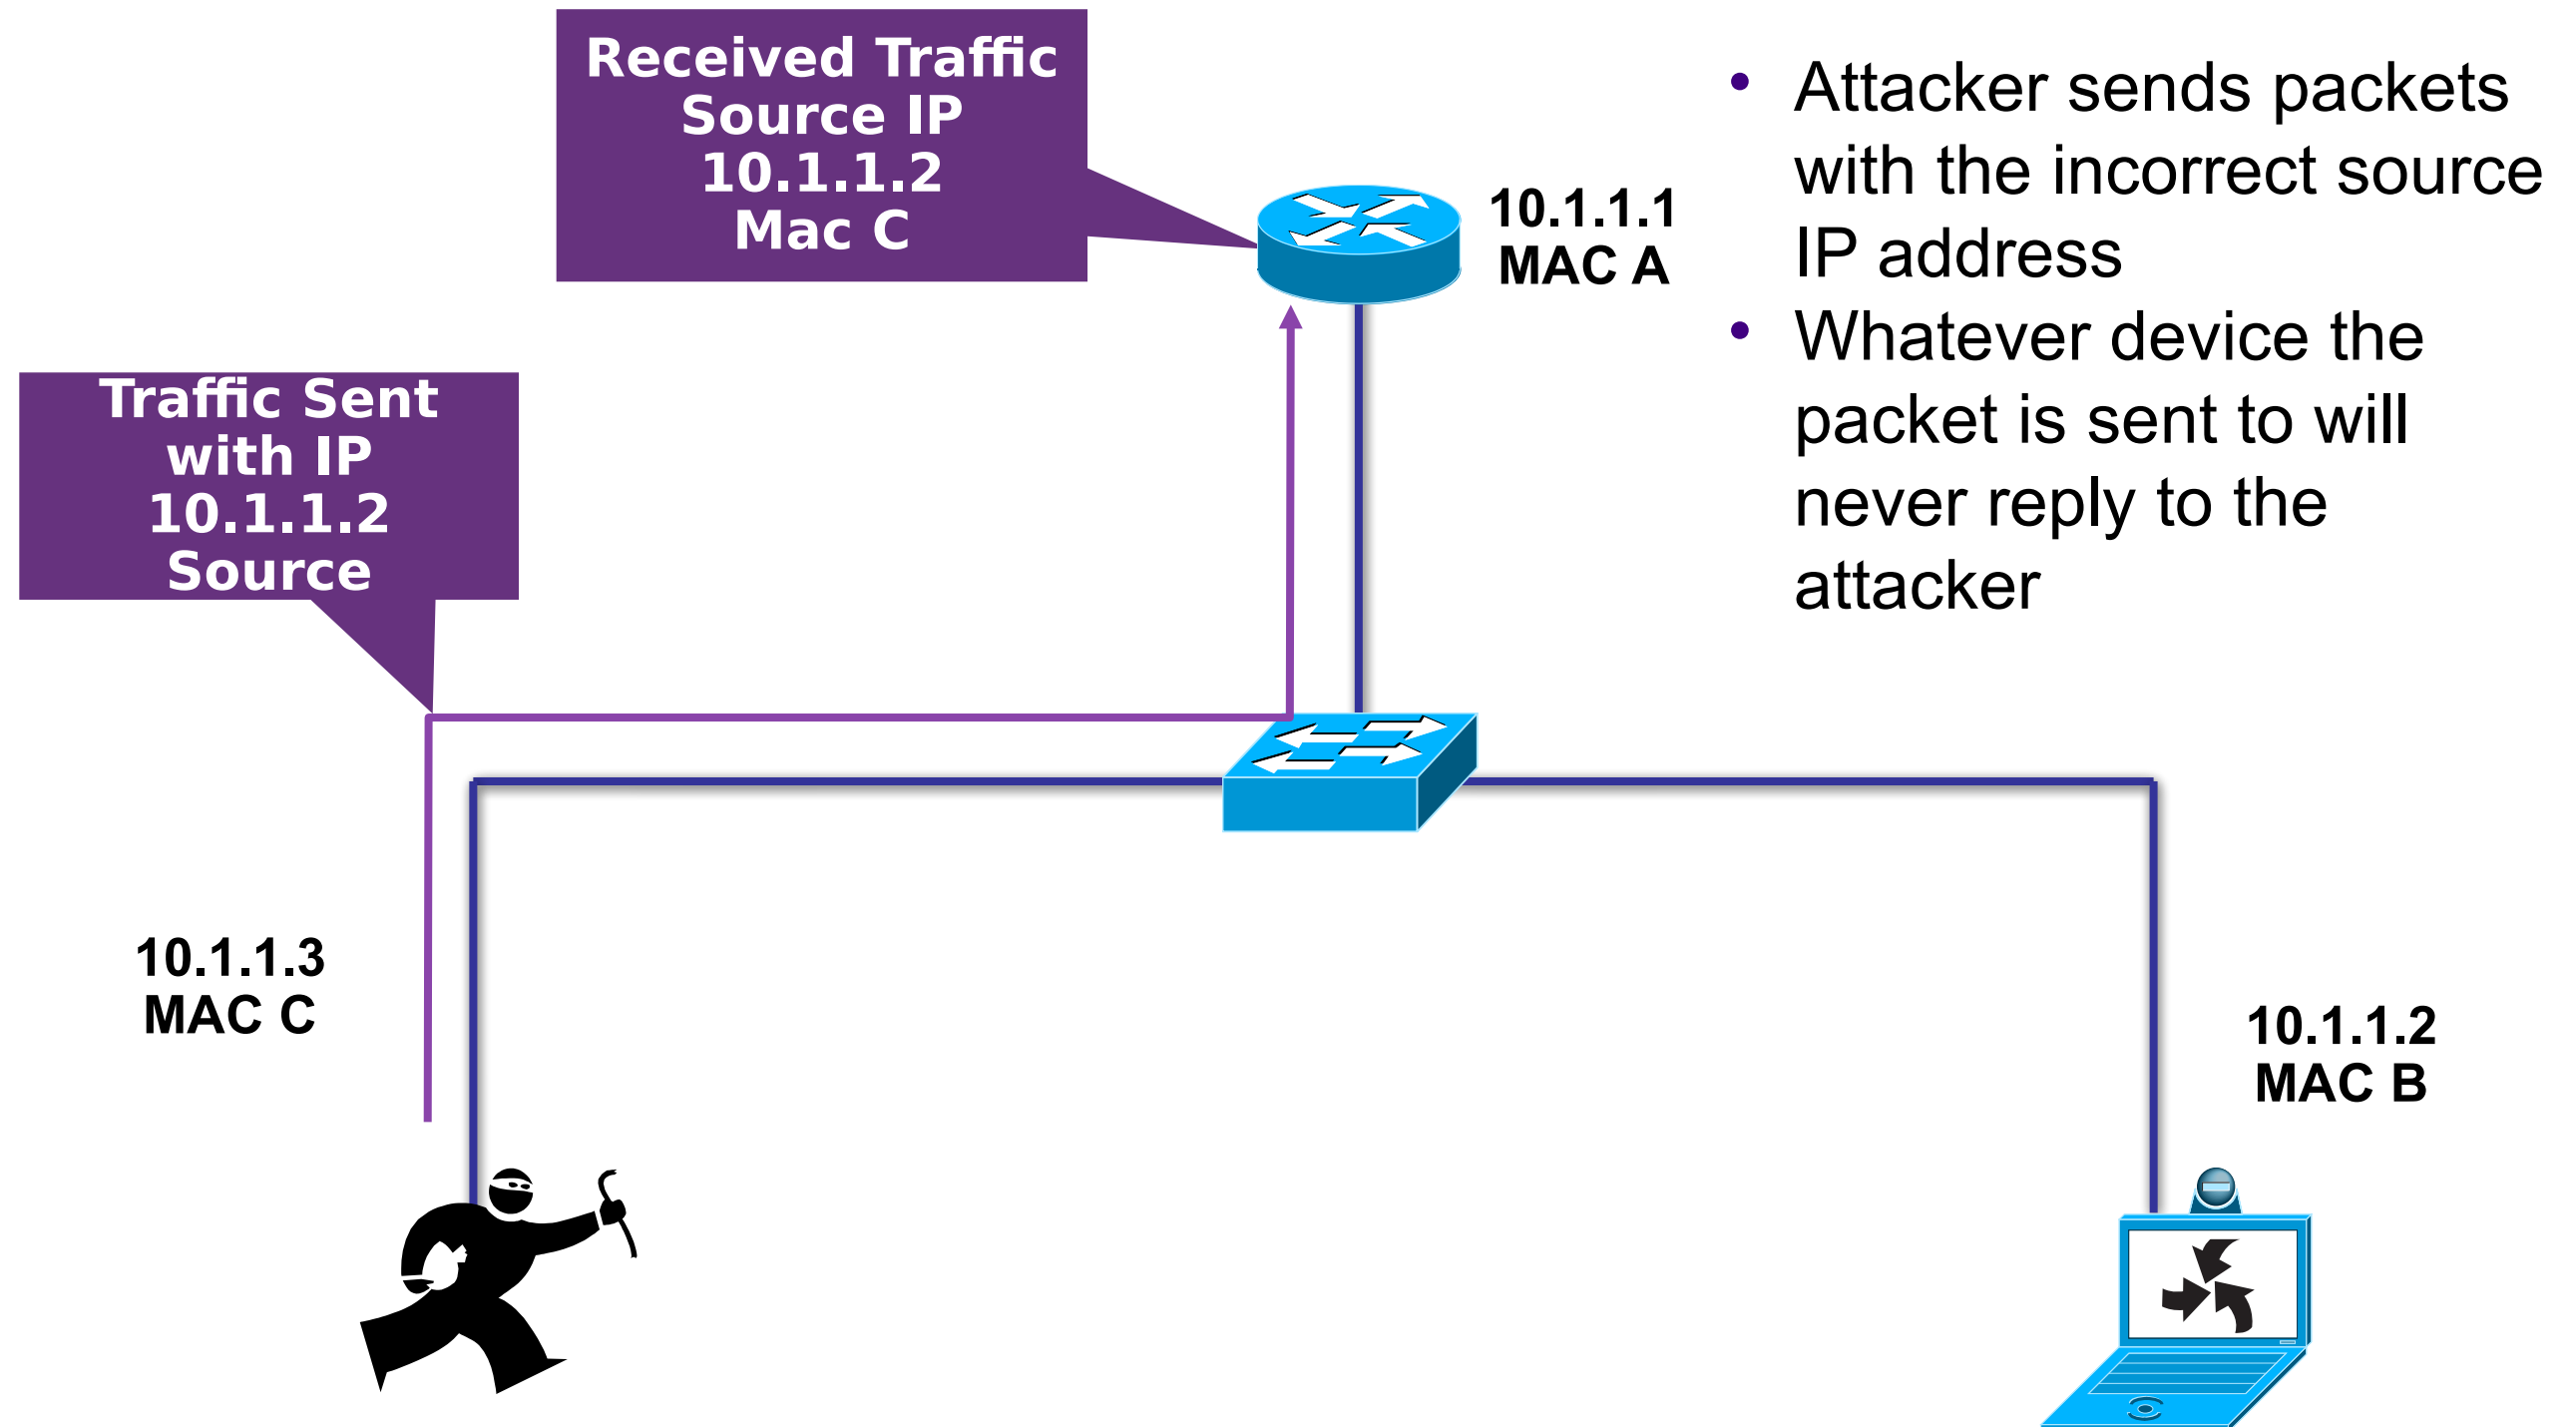 Received Traffic
Source IP
10.1.1.2
Mac C
• Attacker sends packets
with the incorrect source
IP address
• Whatever device the
packet is sent to will
never reply to the
attacker
10.1.1.1
MAC A
Traffic Sent
with IP
10.1.1.2
Source
10.1.1.3
MAC C
10.1.1.2
MAC B